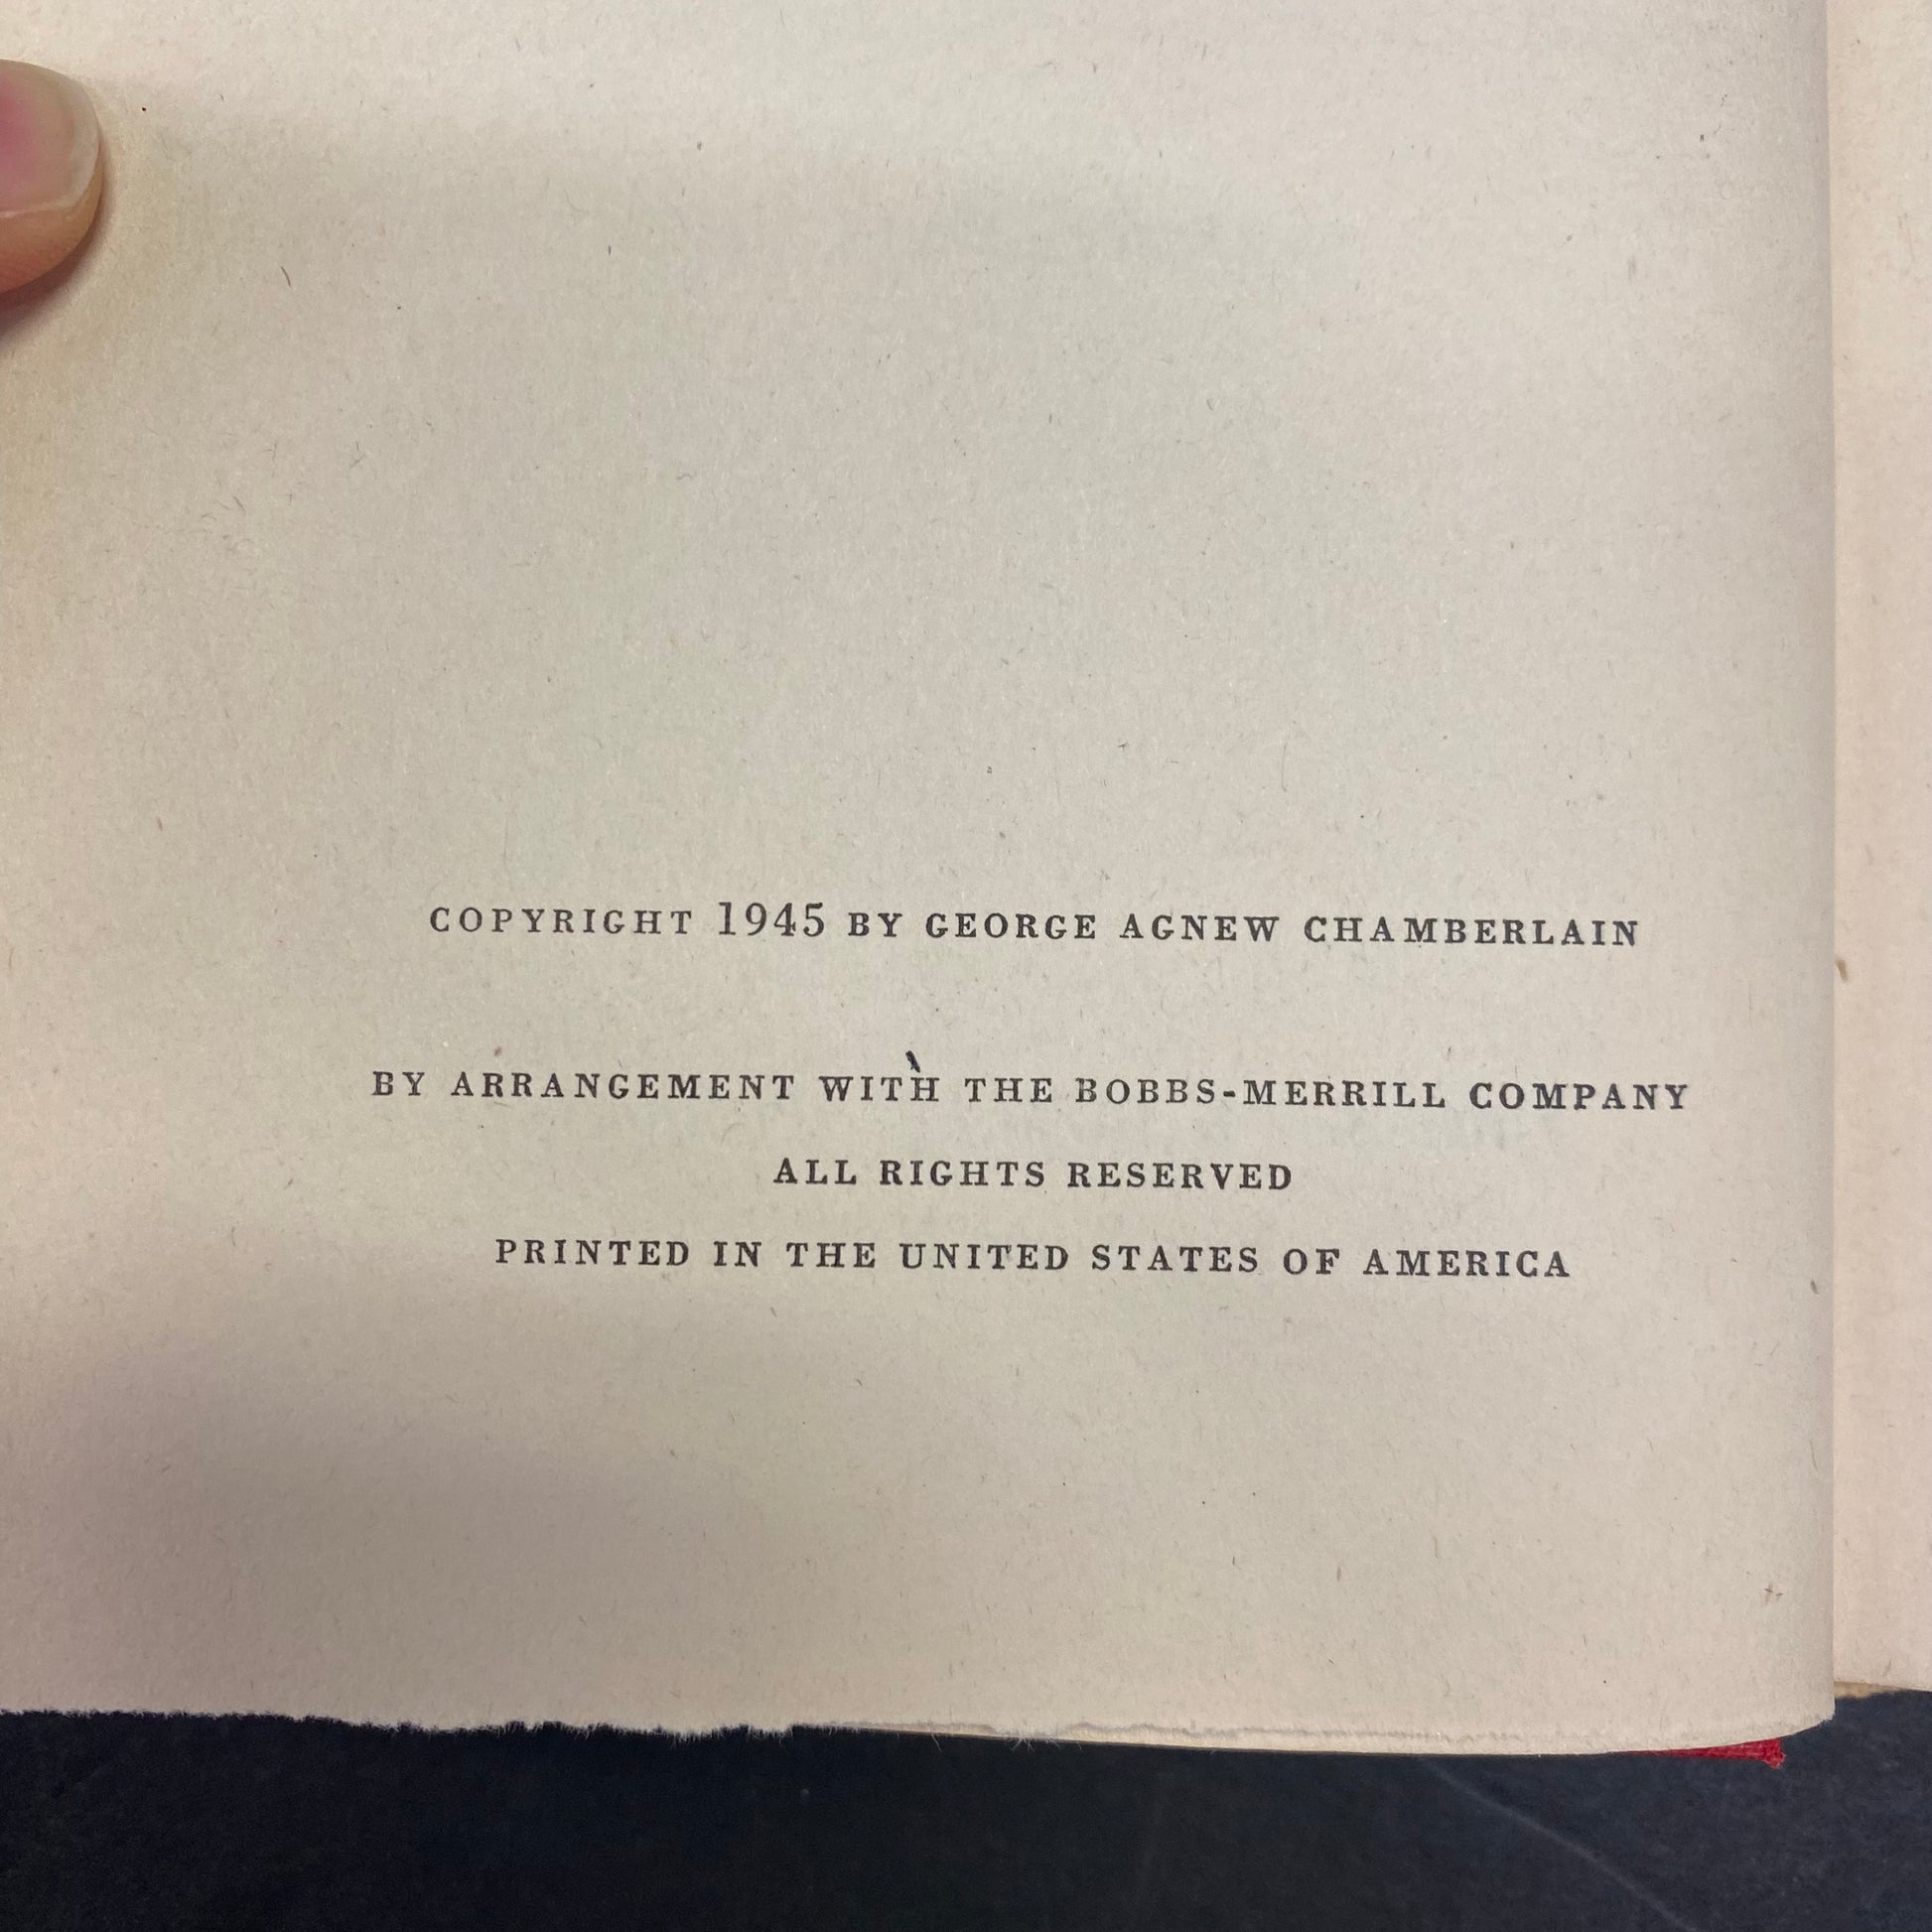 COPYRIGHT 1945 BY GEORGE AGNEW CHAMBERLAIN
BY ARRANGEMENT WITH THE BOBBS-MERRILL COMPANY
ALL RIGHTS RESERVED
PRINTED IN THE UNITED STATES OF AMERICA